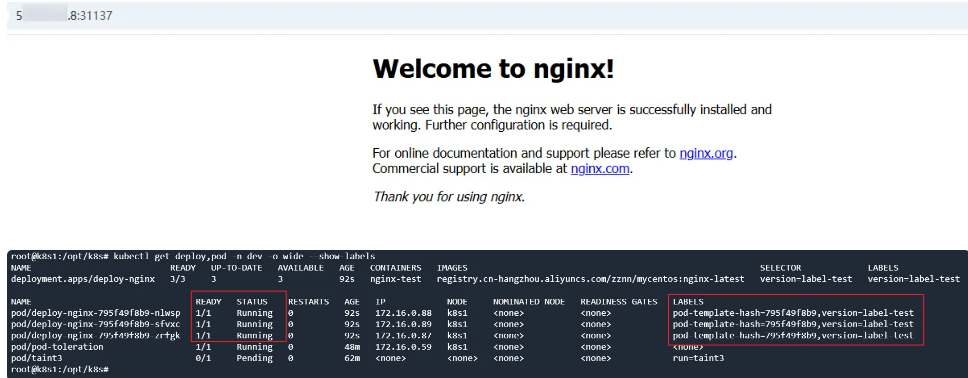 5 .8:31137
Welcome to nginx!
If you see this page, the nginx web server is successfully installed and
working. Further configuration is required.
For online documentation and support please refer to nginx.org.
Commercial support is available at nginx.com.
Thank you for using nginx.
root@k8s1:/opt/k8s# kubectl get deploy,pod -n dev -o wide --show-labels
NAME READY UP-TO-DATE AVAILABLE AGE CONTAINERS IMAGES SELECTOR LABELS
deployment.apps/deploy-nginx 3/3 3 3 92s nginx-test registry.cn-hangzhou.aliyuncs.com/zznn/mycentos:nginx-latest version=label-test version=label-test
NAME READY STATUS RESTARTS AGE IP NODE NOMINATED NODE READINESS GATES LABELS
pod/deploy-nginx-795f49f8b9-nlwsp 1/1 Running 0 92s 172.16.0.88 k8s1 <none> <none> pod-template-hash=795f49f8b9,version=label-test
pod/deploy-nginx-795f49f8b9-sfvxc 1/1 Running 0 92s 172.16.0.89 k8s1 <none> <none> pod-template-hash=795f49f8b9,version=label-test
pod/deploy-nginx-795f49f8b9-zrfgk 1/1 Running 0 92s 172.16.0.87 k8s1 <none> <none> pod-template-hash=795f49f8b9,version=label-test
pod/pod-toleration 1/1 Running 0 48m 172.16.0.59 k8s1 <none> <none> <none>
pod/taint3 0/1 Pending 0 62m <none> <none> <none> <none> run=taint3
root@k8s1:/opt/k8s#